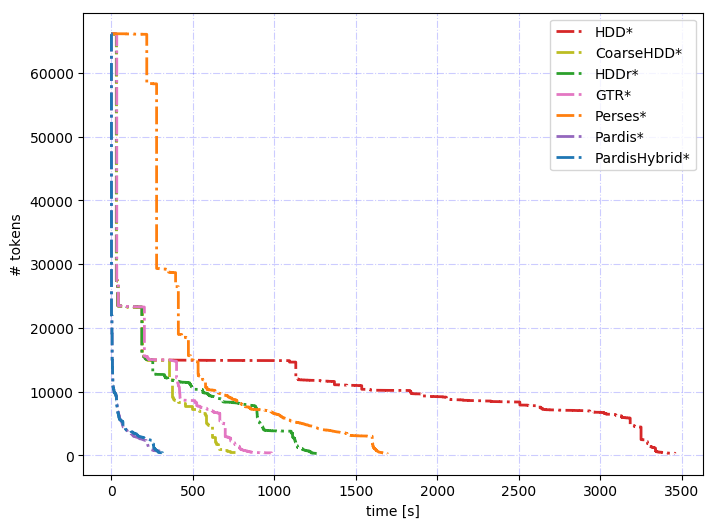 HDD*
CoarseHDD*
HDDr*
GTR*
Perses*
Pardis*
PardisHybrid*
60000
50000
40000
30000
20000
10000
0
# tokens
0 500 1000 1500 2000 2500 3000 3500
time [s]